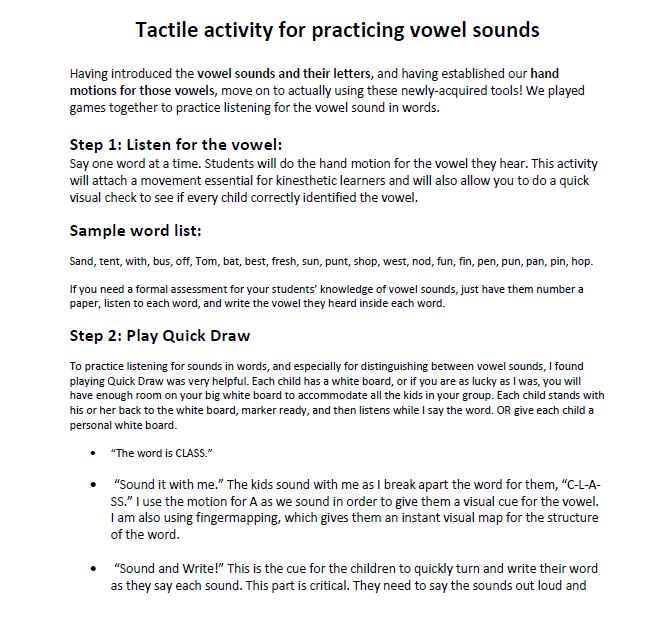 Tactile activity for practicing vowel sounds
Having introduced the vowel sounds and their letters, and having established our hand
motions for those vowels, move on to actually using these newly-acquired tools! We played
games together to practice listening for the vowel sound in words.
Step 1: Listen for the vowel:
Say one word at a time. Students will do the hand motion for the vowel they hear. This activity
will attach a movement essential for kinesthetic learners and will also allow you to do a quick
visual check to see if every child correctly identified the vowel.
Sample word list:
Sand, tent, with, bus, off, Tom, bat, best, fresh, sun, punt, shop, west, nod, fun, fin, pen, pun, pan, pin, hop.
If you need a formal assessment for your students' knowledge of vowel sounds, just have them number a
paper, listen to each word, and write the vowel they heard inside each word.
Step 2: Play Quick Draw
To practice listening for sounds in words, and especially for distinguishing between vowel sounds, I found
playing Quick Draw was very helpful. Each child has a white board, or if you are as lucky as I was, you will
have enough room on your big white board to accommodate all the kids in your group. Each child stands with
his or her back to the white board, marker ready, and then listens while I say the word. OR give each child a
personal white board.
• “The word is CLASS.”
• “Sound it with me.” The kids sound with me as I break apart the word for them, “C-L-A-
SS.” I use the motion for A as we sound in order to give them a visual cue for the vowel.
I am also using fingermapping, which gives them an instant visual map for the structure
of the word.
• “Sound and Write!” This is the cue for the children to quickly turn and write their word
as they say each sound. This part is critical. They need to say the sounds out loud and